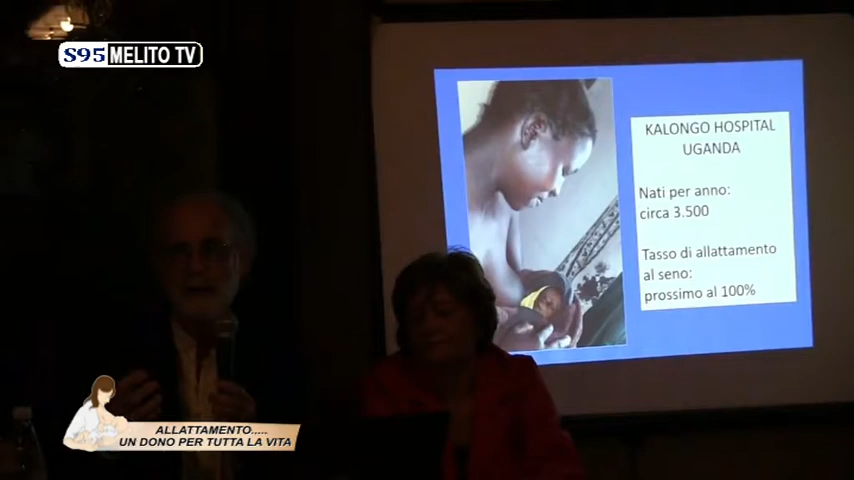 S95 MELITO TV
KALONGO HOSPITAL
UGANDA
Nati per anno:
circa 3.500
Tasso di allattamento
al seno:
prossimo al 100%
ALLATTAMENTO.....
UN DONO PER TUTTA LA VITA